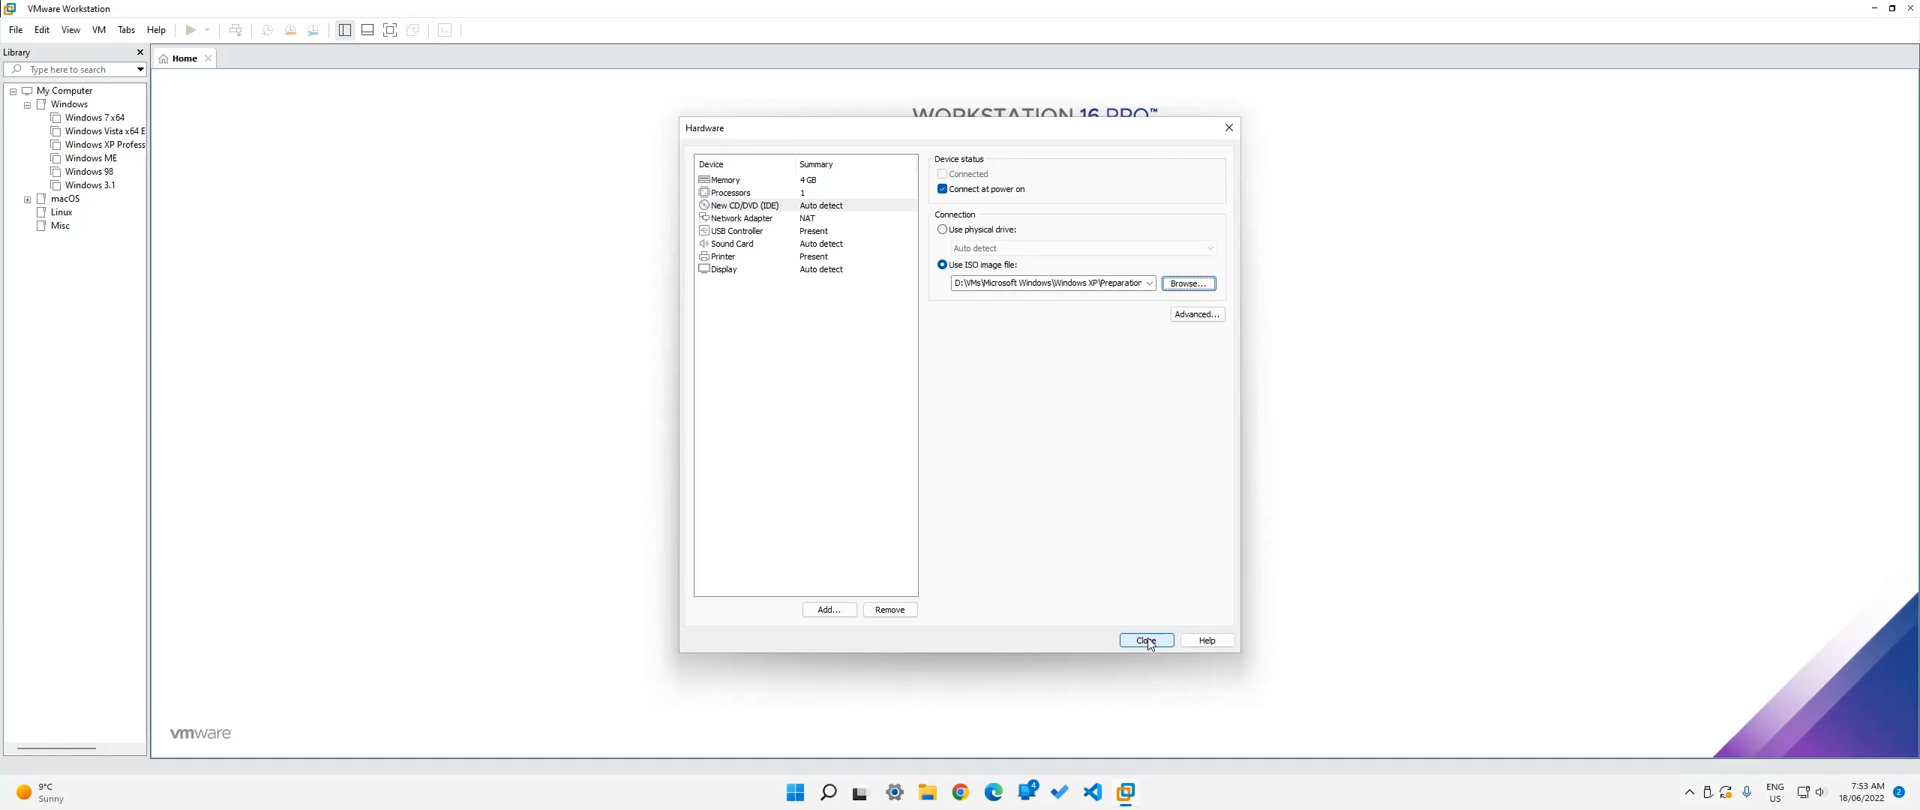 VMware Workstation
File Edit View VM Tabs Help
Library
Type here to search
Home
My Computer
Windows
Windows 7 x64
Windows Vista x64 E
Windows XP Profess
Windows ME
Windows 98
Windows 3.1
macOS
Linux
Misc
WORKSTATION 16 PRO™
Hardware
Device Summary
Memory 4 GB
Processors 1
New CD/DVD (IDE) Auto detect
Network Adapter NAT
USB Controller Present
Sound Card Auto detect
Printer Present
Display Auto detect
Add... Remove
Device status
Connected
Connect at power on
Connection
Use physical drive:
Auto detect
Use ISO image file:
D:\VMs\Microsoft Windows\Windows XP\Preparation Browse...
Advanced...
Close Help
vmware
9°C
Sunny
4
ENG
US
7:53 AM
18/06/2022
2